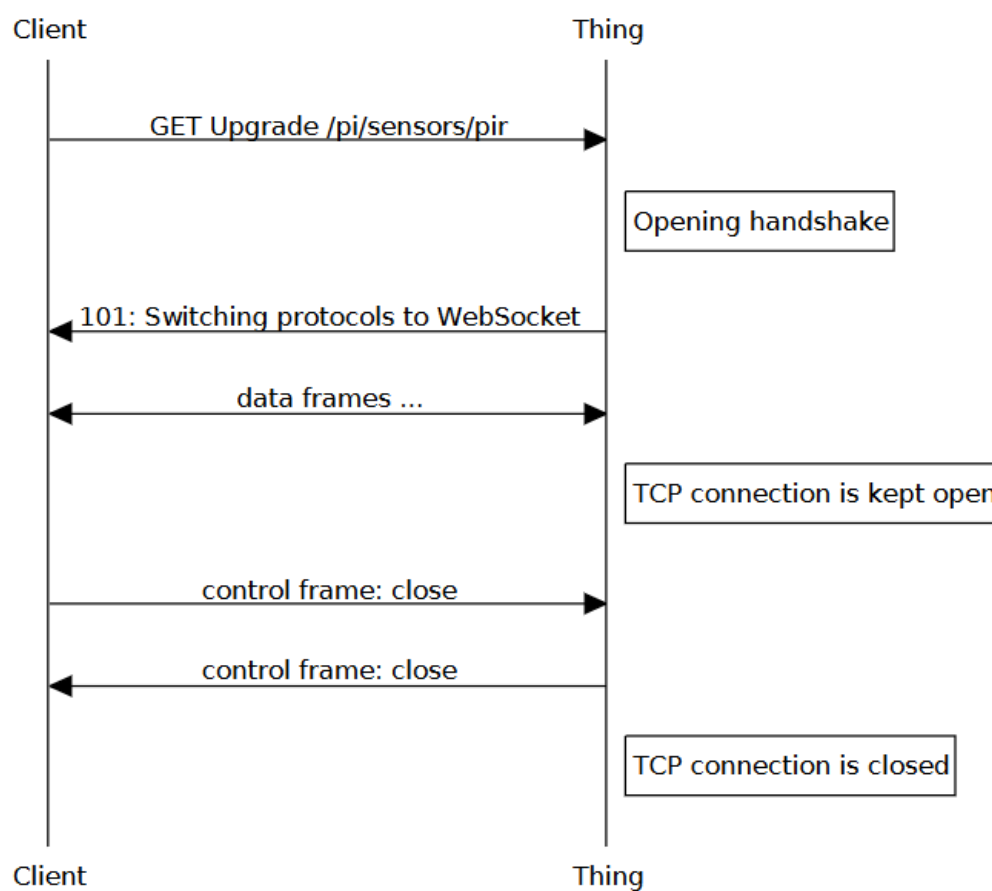 Client
Thing
GET Upgrade /pi/sensors/pir
Opening handshake
101: Switching protocols to WebSocket
data frames ...
TCP connection is kept open
control frame: close
control frame: close
TCP connection is closed
Client
Thing